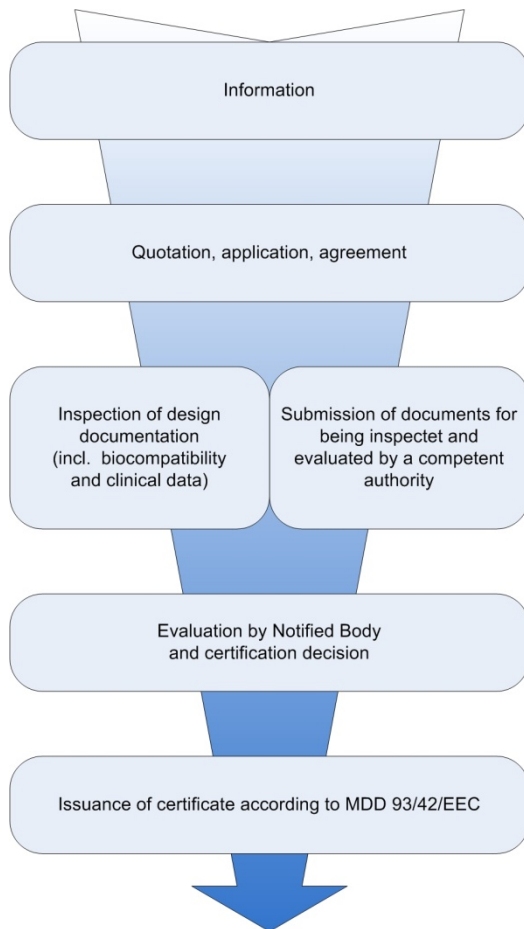 Information
Quotation, application, agreement
Inspection of design
documentation
(incl. biocompatibility
and clinical data)
Submission of documents for
being inspectet and
evaluated by a competent
authority
Evaluation by Notified Body
and certification decision
Issuance of certificate according to MDD 93/42/EEC